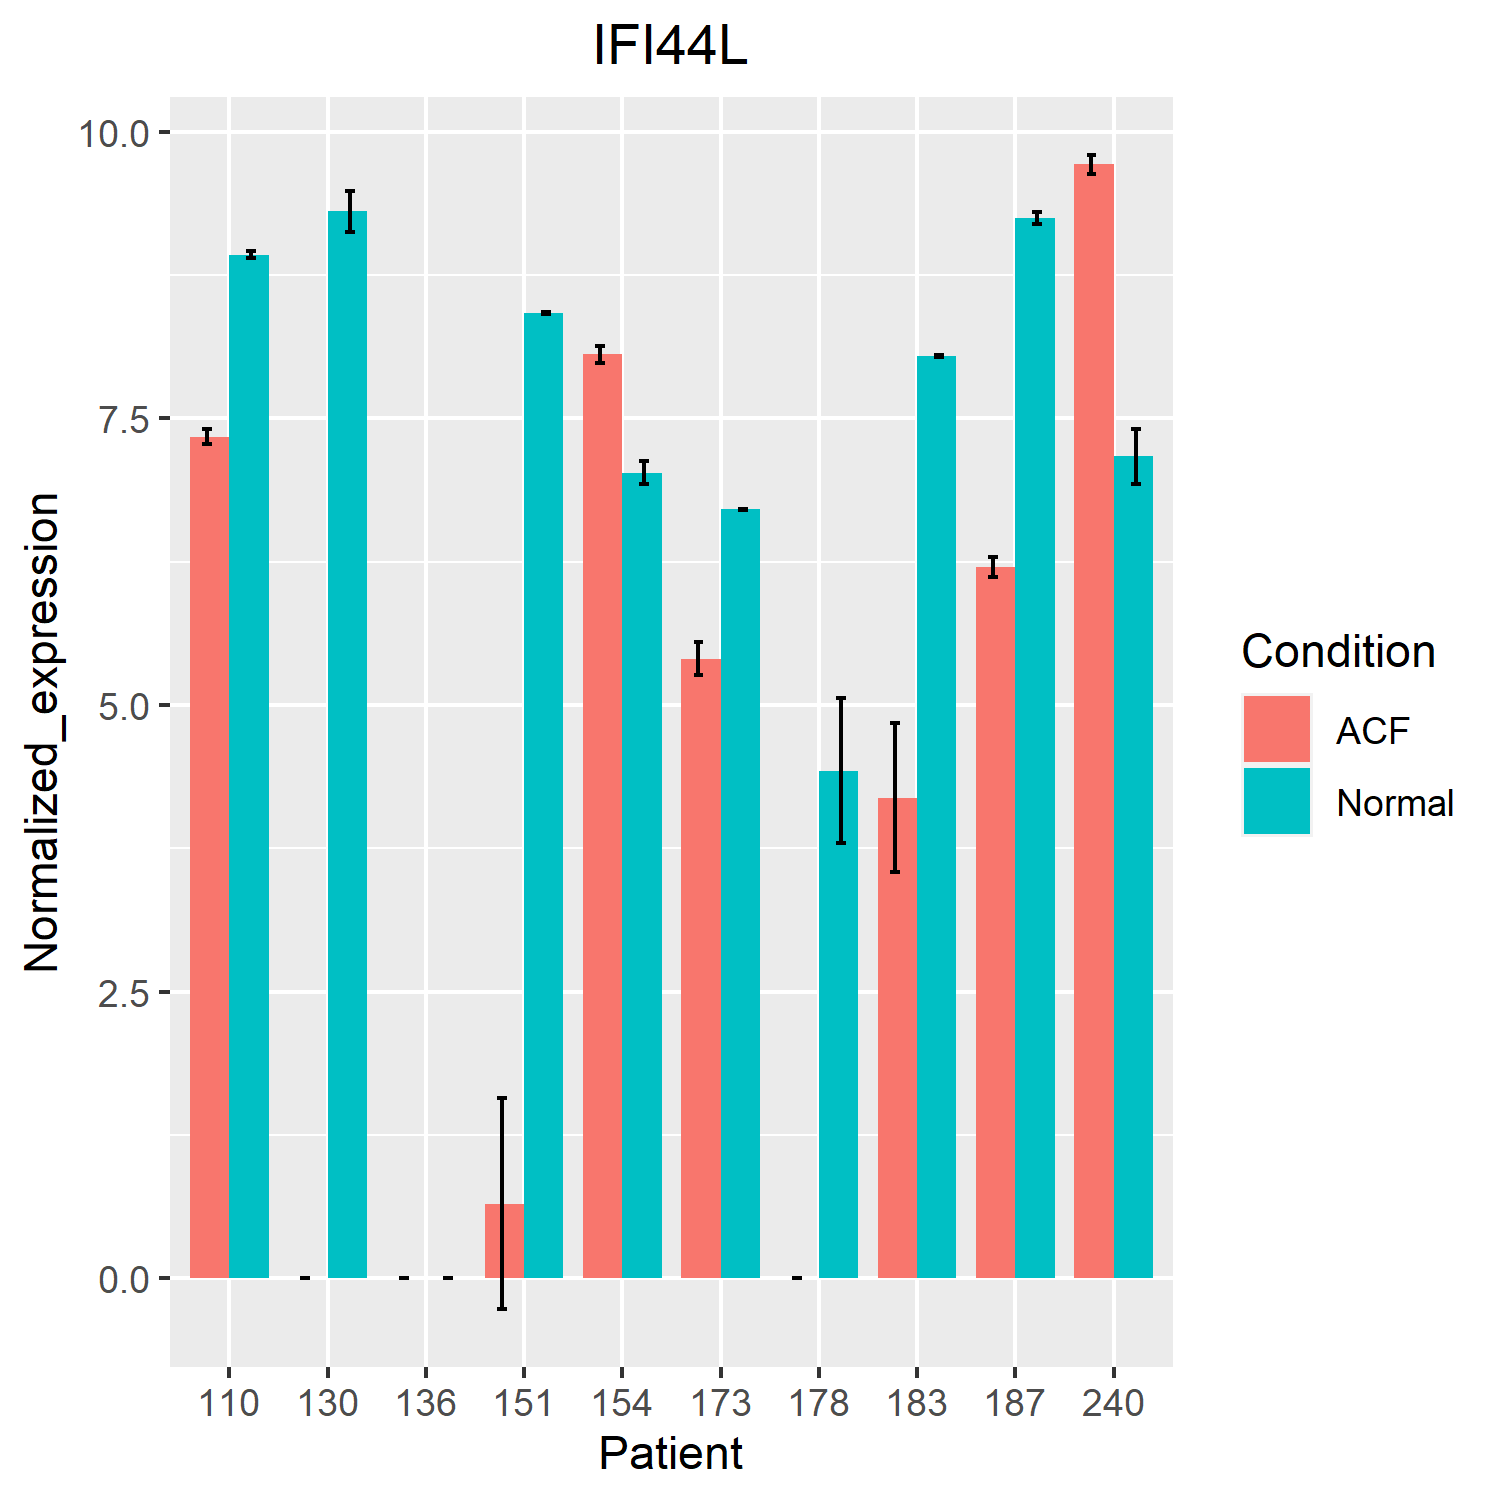 IFI44L
10.0
7.5
5.0
2.5
0.0
Normalized_expression
110 130 136 151 154 173 178 183 187 240
Patient
Condition
ACF
Normal